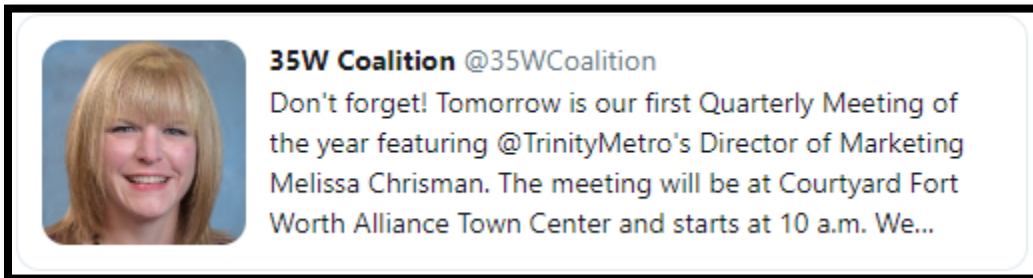 35W Coalition @35WCoalition
Don't forget! Tomorrow is our first Quarterly Meeting of
the year featuring @TrinityMetro's Director of Marketing
Melissa Chrisman. The meeting will be at Courtyard Fort
Worth Alliance Town Center and starts at 10 a.m. We...